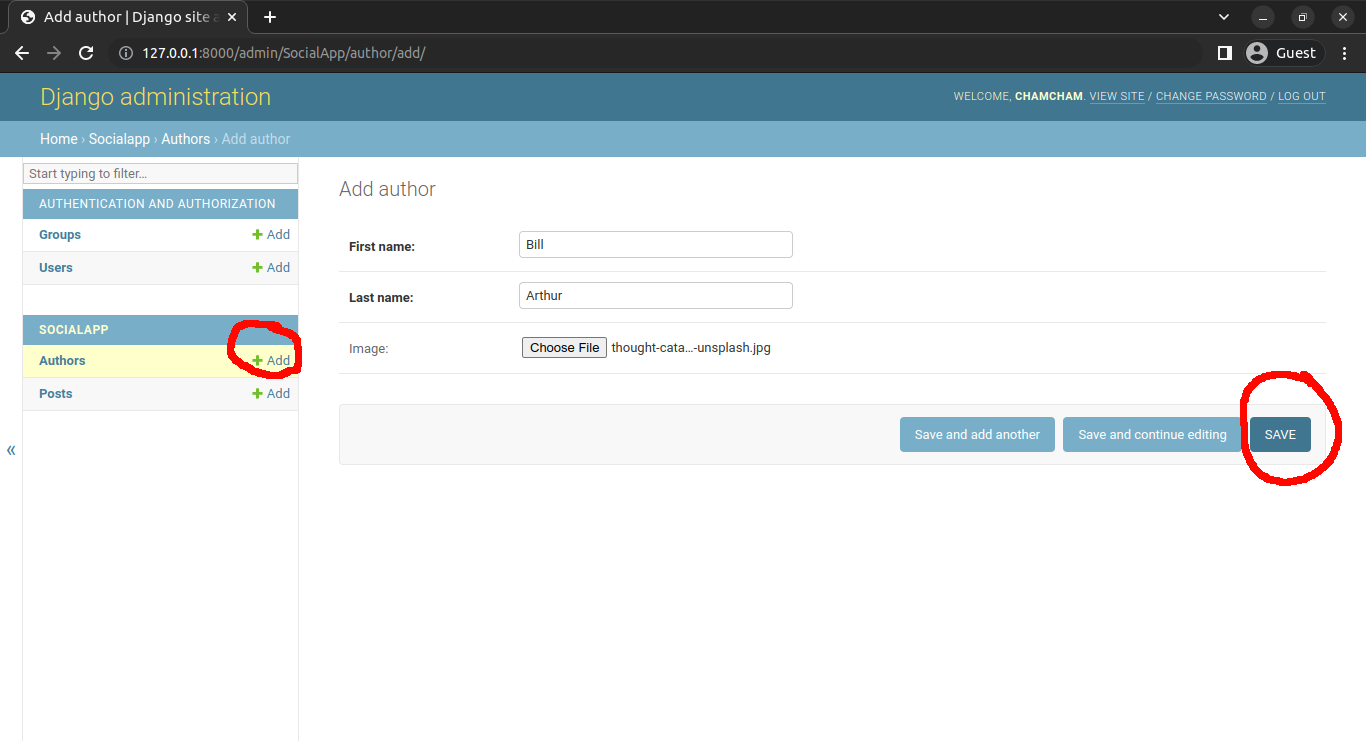 Add author | Django site a
127.0.0.1:8000/admin/SocialApp/author/add/
Guest
Django administration
WELCOME, CHAMCHAM. VIEW SITE / CHANGE PASSWORD / LOG OUT
Home › Socialapp › Authors › Add author
Start typing to filter...
AUTHENTICATION AND AUTHORIZATION
Groups + Add
Users + Add
SOCIALAPP
Authors + Add
Posts + Add
«
Add author
First name: Bill
Last name: Arthur
Image: Choose File thought-cata...-unsplash.jpg
Save and add another Save and continue editing SAVE